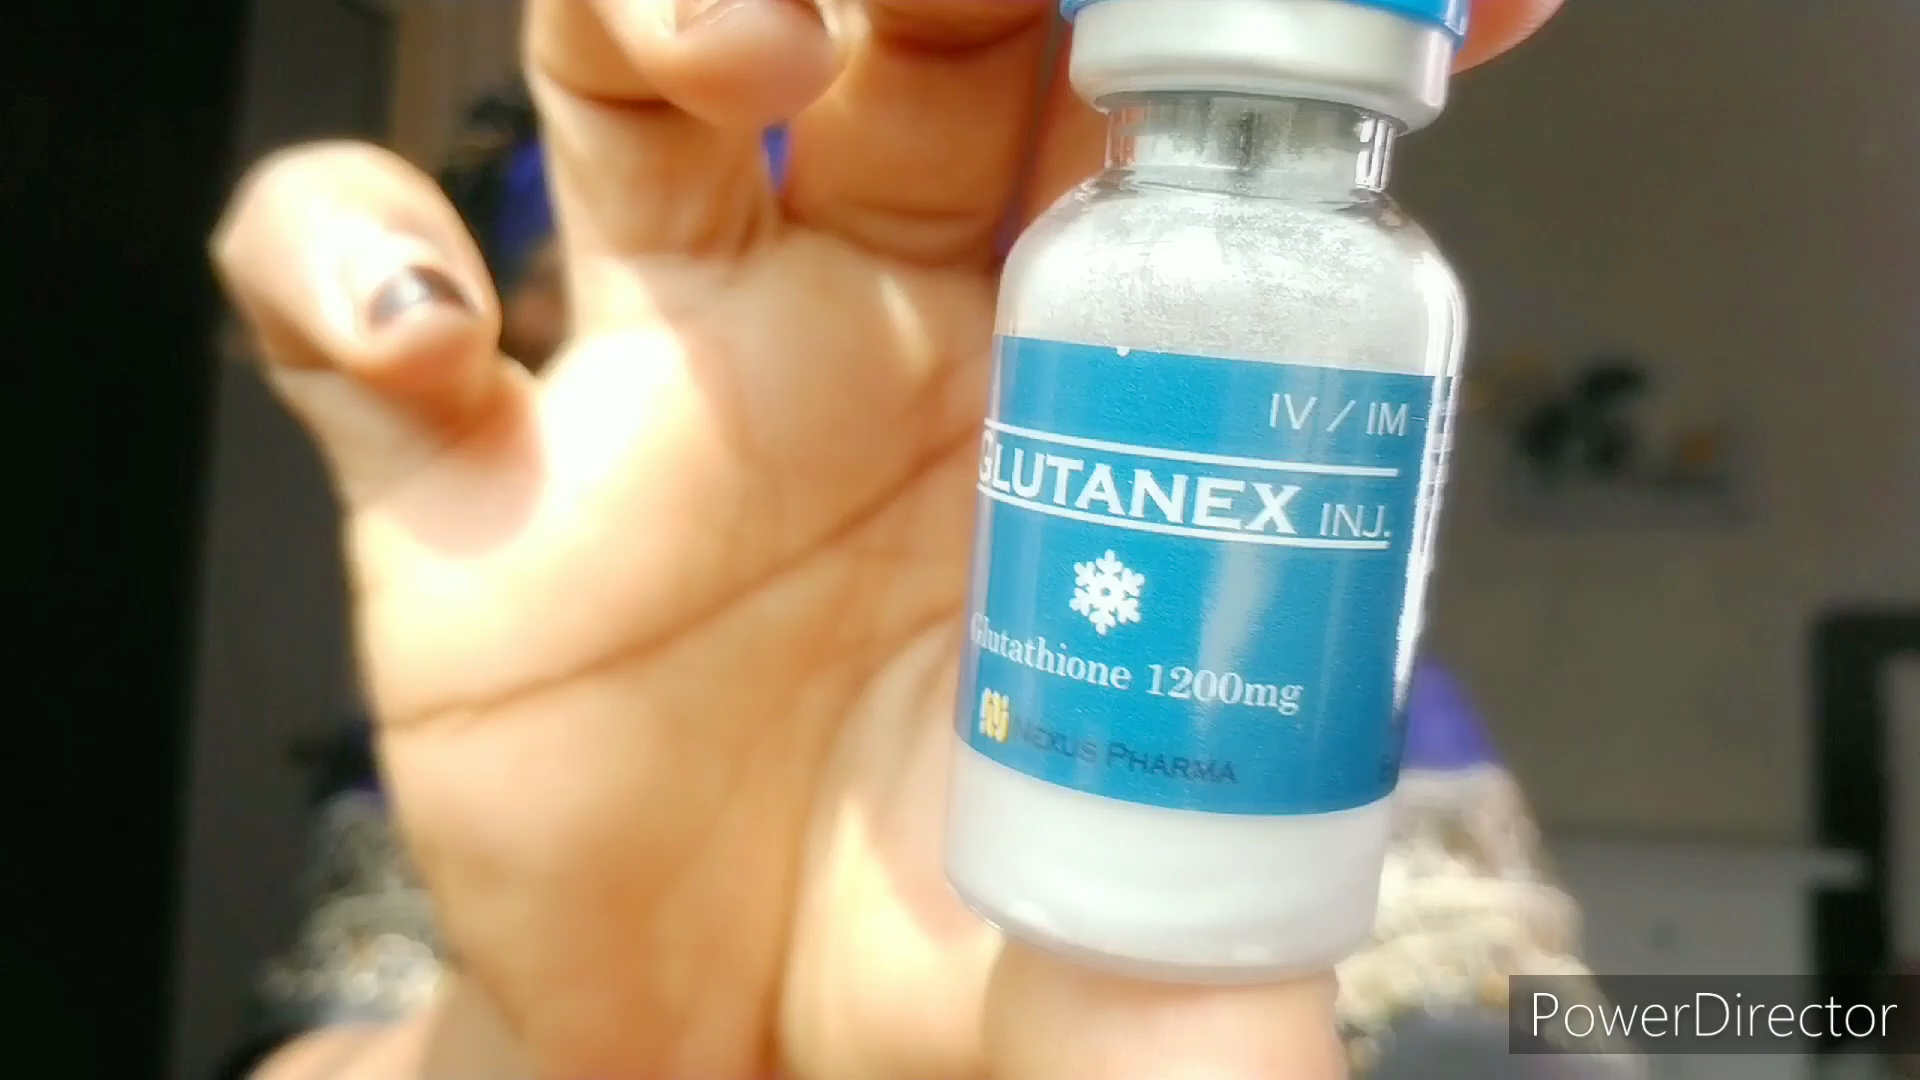 IV / IM
GLUTANEX INJ.
Glutathione 1200mg
NEXUS PHARMA
PowerDirector